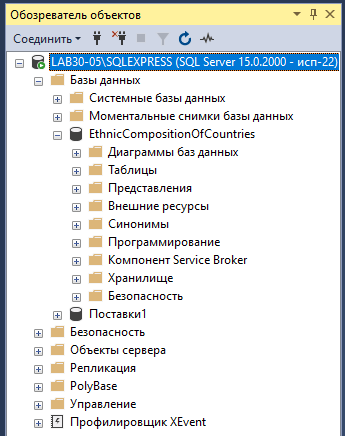 Обозреватель объектов
Соединить
LAB30-05\SQLEXPRESS (SQL Server 15.0.2000 - исп-22)
Базы данных
Системные базы данных
Моментальные снимки базы данных
EthnicCompositionOfCountries
Диаграммы баз данных
Таблицы
Представления
Внешние ресурсы
Синонимы
Программирование
Компонент Service Broker
Хранилище
Безопасность
Поставки1
Безопасность
Объекты сервера
Репликация
PolyBase
Управление
Профилировщик XEvent